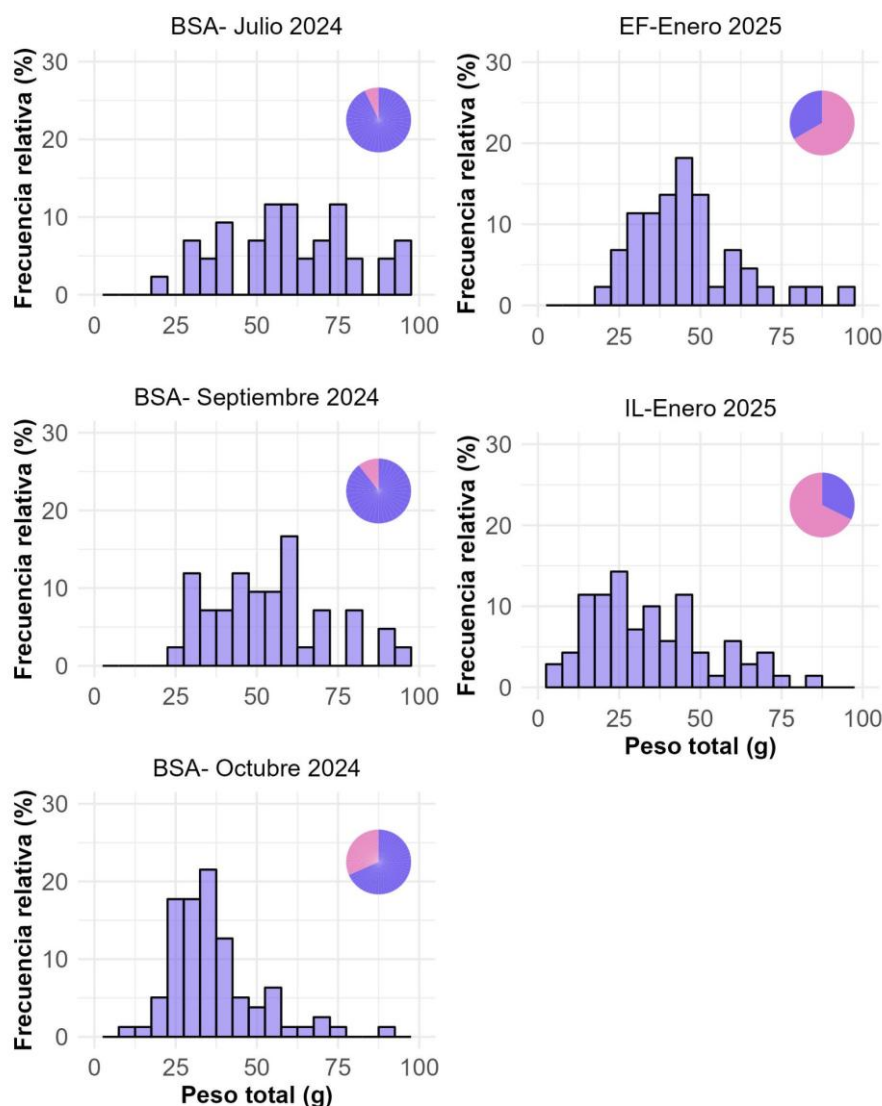 BSA- Julio 2024
Frecuencia relativa (%)
30
20
10
0
0 25 50 75 100
EF-Enero 2025
Frecuencia relativa (%)
30
20
10
0
0 25 50 75 100
BSA- Septiembre 2024
Frecuencia relativa (%)
30
20
10
0
0 25 50 75 100
IL-Enero 2025
Frecuencia relativa (%)
30
20
10
0
0 25 50 75 100
Peso total (g)
BSA- Octubre 2024
Frecuencia relativa (%)
30
20
10
0
0 25 50 75 100
Peso total (g)